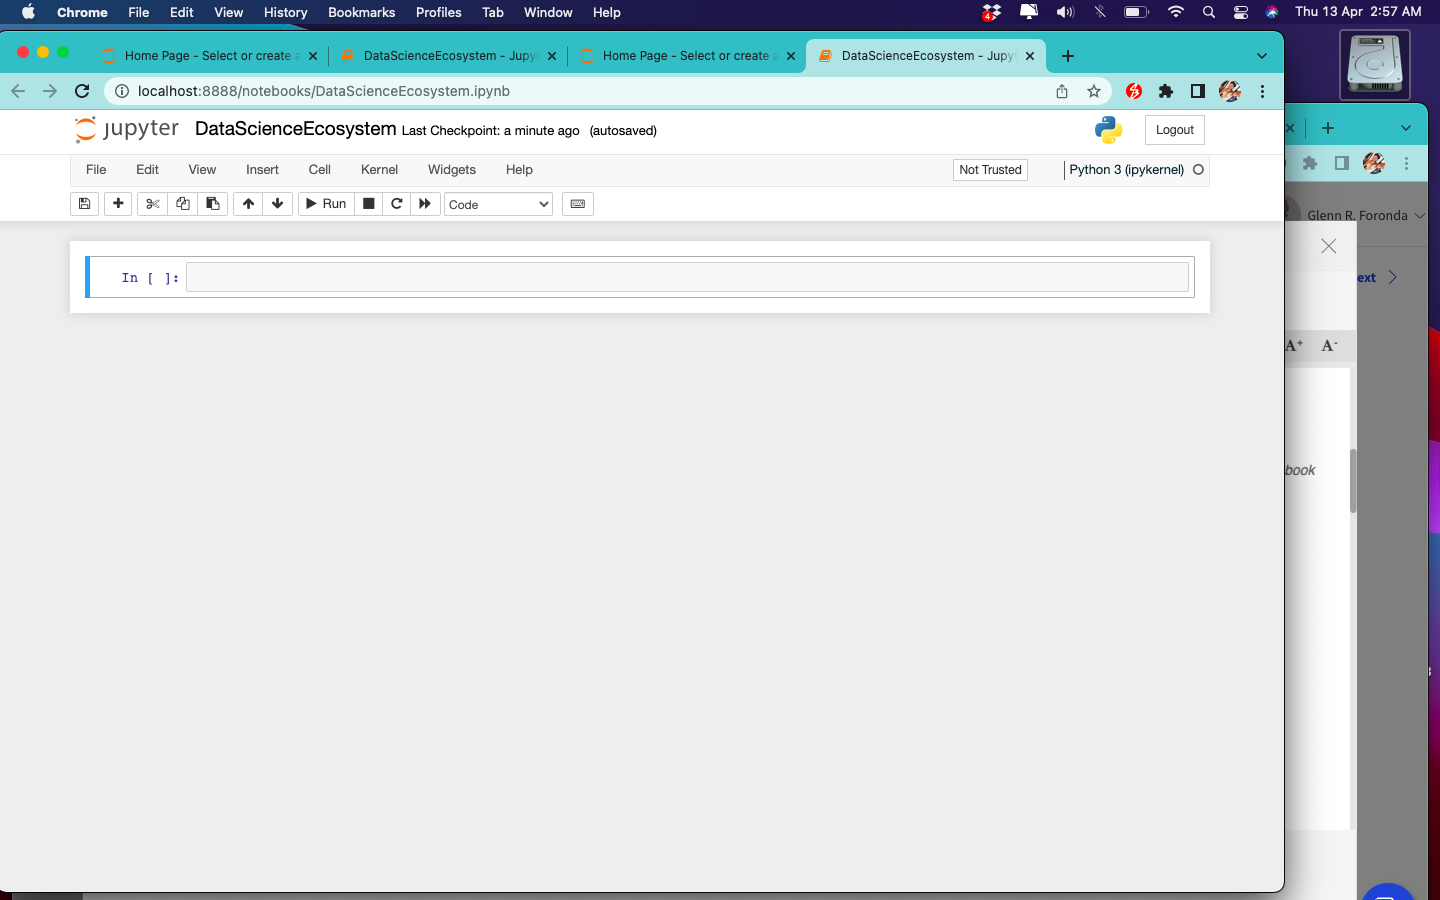 Chrome File Edit View History Bookmarks Profiles Tab Window Help 4 Thu 13 Apr 2:57 AM
Home Page - Select or create a DataScienceEcosystem - Jupyt Home Page - Select or create a DataScienceEcosystem - Jupyt
localhost:8888/notebooks/DataScienceEcosystem.ipynb
jupyter DataScienceEcosystem Last Checkpoint: a minute ago (autosaved) Logout
File Edit View Insert Cell Kernel Widgets Help Not Trusted Python 3 (ipykernel)
Run Code
Glenn R. Foronda
In [ ]:
ext
A+ A-
book